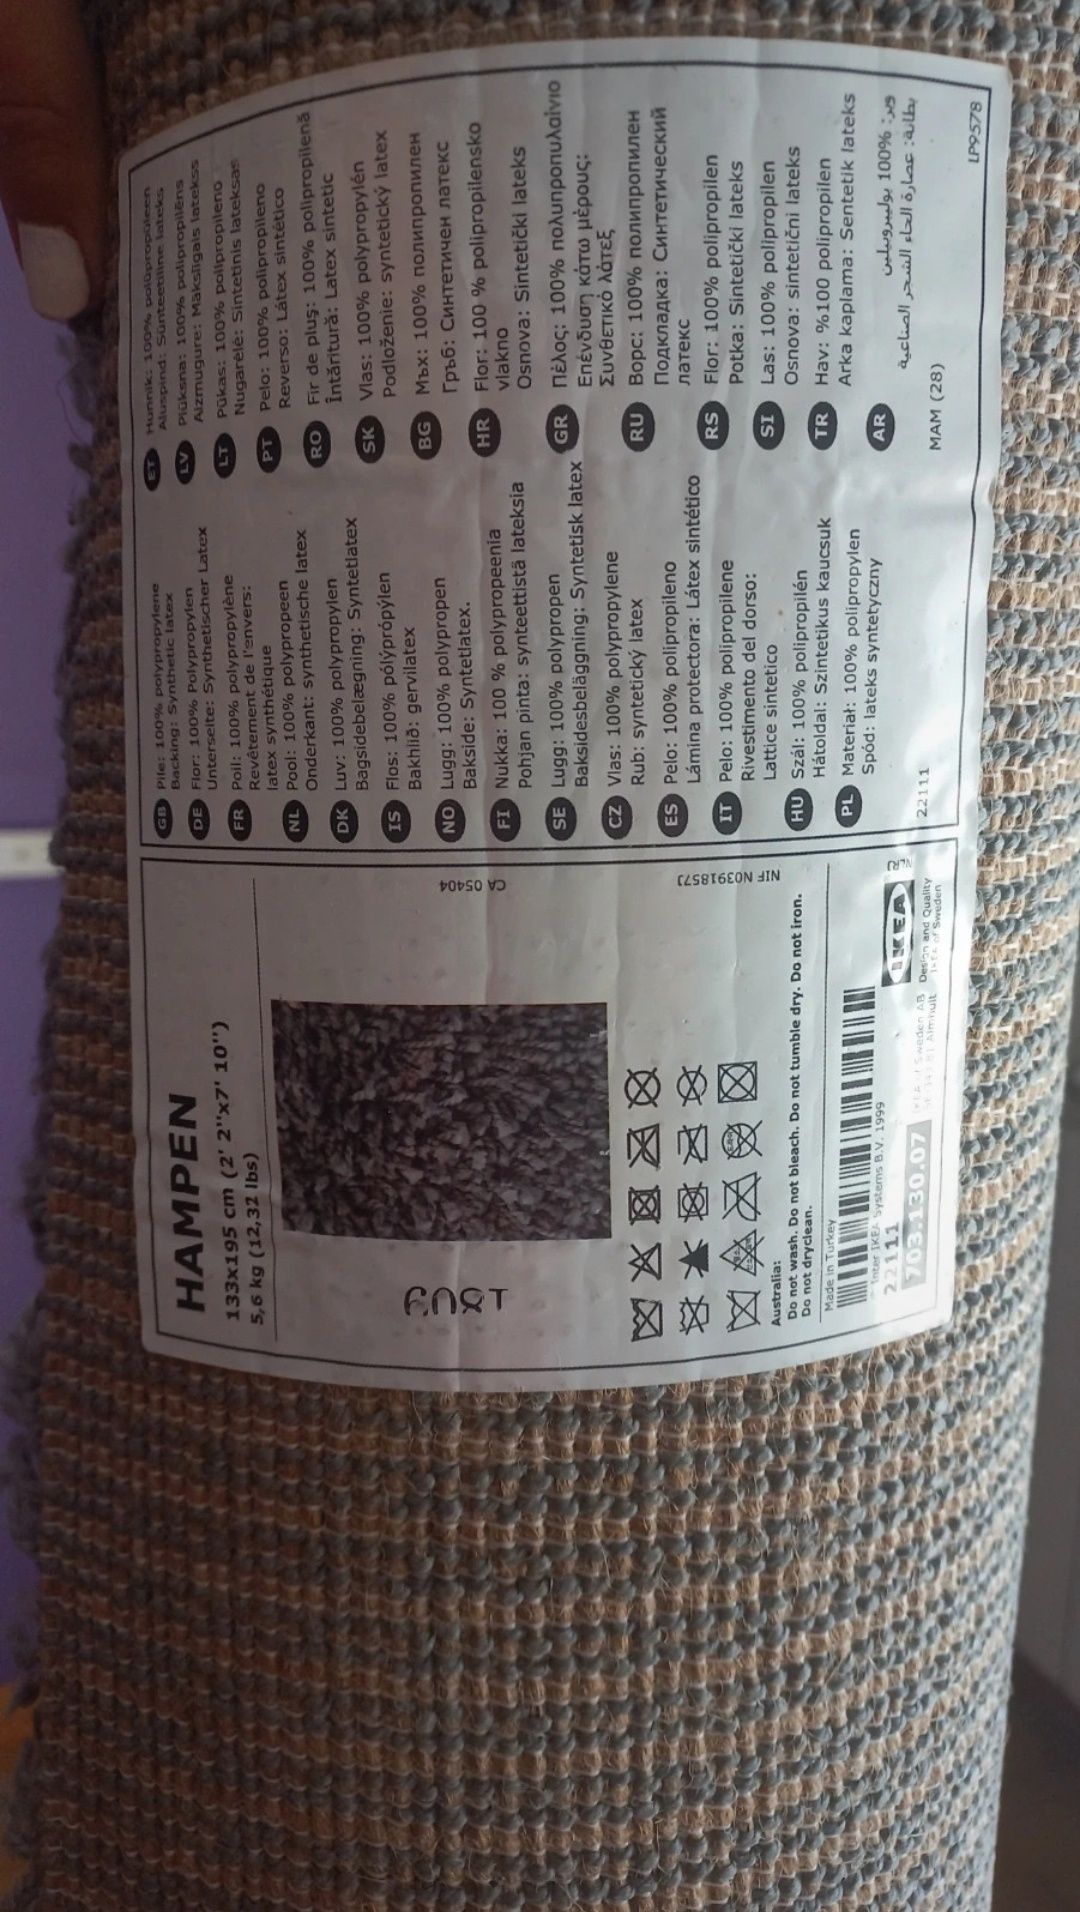 HAMPEN
133x195 cm (2' 2"x7' 10")
5,6 kg (12,32 lbs)
CA 05404
Australia:
Do not wash. Do not bleach. Do not tumble dry. Do not iron.
Do not dryclean.
Made in Turkey
Inter IKEA Systems B.V. 1999
22111
703.130.07
IKEA
Design and Quality
IKEA of Sweden
GB Pile: 100% polypropylene
Backing: Synthetic latex
DE Flor: 100% Polypropylen
Unterseite: Synthetischer Latex
FR Poil: 100% polypropylène
Revêtement de l'envers:
latex synthétique
NL Pool: 100% polypropeen
Onderkant: synthetische latex
DK Luv: 100% polypropylen
Bagsidebelægning: Syntetlatex
IS Flos: 100% pólýprópýlen
Bakhlið: gervilatex
NO Lugg: 100% polypropen
Bakside: Syntetlatex.
FI Nukka: 100 % polypropeenia
Pohjan pinta: synteettistä lateksia
SE Lugg: 100% polypropen
Baksidesbeläggning: Syntetisk latex
CZ Vlas: 100% polypropylene
Rub: syntetický latex
ES Pelo: 100% polipropileno
Lámina protectora: Látex sintético
IT Pelo: 100% polipropilene
Rivestimento del dorso:
Lattice sintetico
HU Szál: 100% polipropilén
Hátoldal: Szintetikus kaucsuk
PL Materiał: 100% polipropylen
Spód: lateks syntetyczny
22111
ET Hunnik: 100% polüpropüleen
Aluspind: Sünteetiline lateks
LV Plūksna: 100% polipropilēns
Aizmugure: Mākslīgais latekss
LT Pūkas: 100% polipropileno
Nugarėlė: Sintetinis lateksas
PT Pelo: 100% polipropileno
Reverso: Látex sintético
RO Fir de pluş: 100% polipropilenă
Întăritură: Latex sintetic
SK Vlas: 100% polypropylén
Podloženie: syntetický latex
BG Мъх: 100% полипропилен
Гръб: Синтетичен латекс
HR Flor: 100 % polipropilensko
vlakno
Osnova: Sintetički lateks
GR Πέλος: 100% πολυπροπυλαίνιο
Επένδυση κάτω μέρους:
Συνθετικό λάτεξ
RU Ворс: 100% полипропилен
Подкладка: Синтетический
латекс
RS Flor: 100% polipropilen
Potka: Sintetički lateks
SI Las: 100% polipropilen
Osnova: sintetični lateks
TR Hav: %100 polipropilen
Arka kaplama: Sentetik lateks
AR وبر: 100% بوليبروبيلين
بطانة: عصارة لحاء الشجر الصناعية
MAM (28)
LP9578